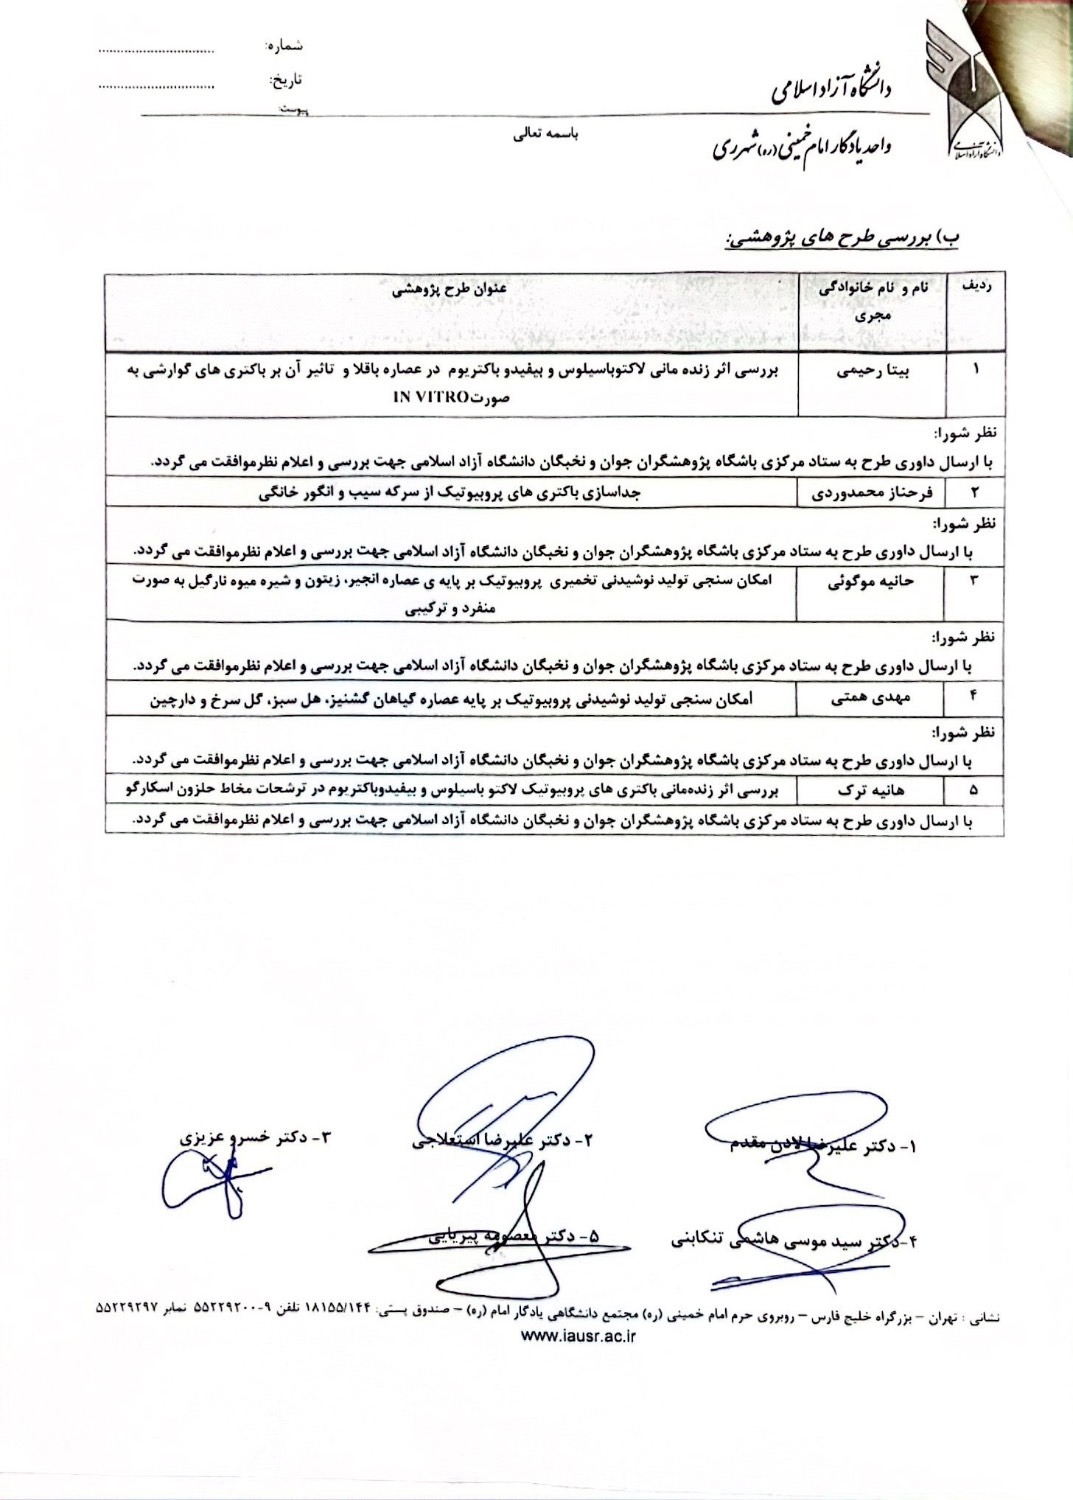 دانشگاه آزاد اسلامی
شماره:
تاریخ:
پیوست:
واحد یادگار امام خمینی (ره) شهرری
باسمه تعالی
ب) بررسی طرح های پژوهشی:
ردیف نام و نام خانوادگی مجری عنوان طرح پژوهشی
۱ بیتا رحیمی بررسی اثر زنده مانی لاکتوباسیلوس و بیفیدو باکتریوم در عصاره باقلا و تاثیر آن بر باکتری های گوارشی به
صورت IN VITRO
نظر شورا:
با ارسال داوری طرح به ستاد مرکزی باشگاه پژوهشگران جوان و نخبگان دانشگاه آزاد اسلامی جهت بررسی و اعلام نظرموافقت می گردد.
۲ فرحناز محمدوردی جداسازی باکتری های پروبیوتیک از سرکه سیب و انگور خانگی
نظر شورا:
با ارسال داوری طرح به ستاد مرکزی باشگاه پژوهشگران جوان و نخبگان دانشگاه آزاد اسلامی جهت بررسی و اعلام نظرموافقت می گردد.
۳ حانیه موگوئی امکان سنجی تولید نوشیدنی تخمیری پروبیوتیک بر پایه ی عصاره انجیر، زیتون و شیره میوه نارگیل به صورت
منفرد و ترکیبی
نظر شورا:
با ارسال داوری طرح به ستاد مرکزی باشگاه پژوهشگران جوان و نخبگان دانشگاه آزاد اسلامی جهت بررسی و اعلام نظرموافقت می گردد.
۴ مهدی همتی امکان سنجی تولید نوشیدنی پروبیوتیک بر پایه عصاره گیاهان گشنیز، هل سبز، گل سرخ و دارچین
نظر شورا:
با ارسال داوری طرح به ستاد مرکزی باشگاه پژوهشگران جوان و نخبگان دانشگاه آزاد اسلامی جهت بررسی و اعلام نظرموافقت می گردد.
۵ هانیه ترک بررسی اثر زنده‌مانی باکتری های پروبیوتیک لاکتو باسیلوس و بیفیدوباکتریوم در ترشحات مخاط حلزون اسکارگو
با ارسال داوری طرح به ستاد مرکزی باشگاه پژوهشگران جوان و نخبگان دانشگاه آزاد اسلامی جهت بررسی و اعلام نظرموافقت می گردد.
۱- دکتر علیرضا لادن مقدم ۲- دکتر علیرضا استعلاجی ۳- دکتر خسرو عزیزی
۴-دکتر سید موسی هاشمی تنکابنی ۵- دکتر معصومه پیریایی
نشانی : تهران – بزرگراه خلیج فارس – روبروی حرم امام خمینی (ره) مجتمع دانشگاهی یادگار امام (ره) – صندوق پستی: ۱۸۱۵۵/۱۴۴ تلفن ۹-۵۵۲۲۹۲۰۰ نمابر ۵۵۲۲۹۲۹۷
www.iausr.ac.ir